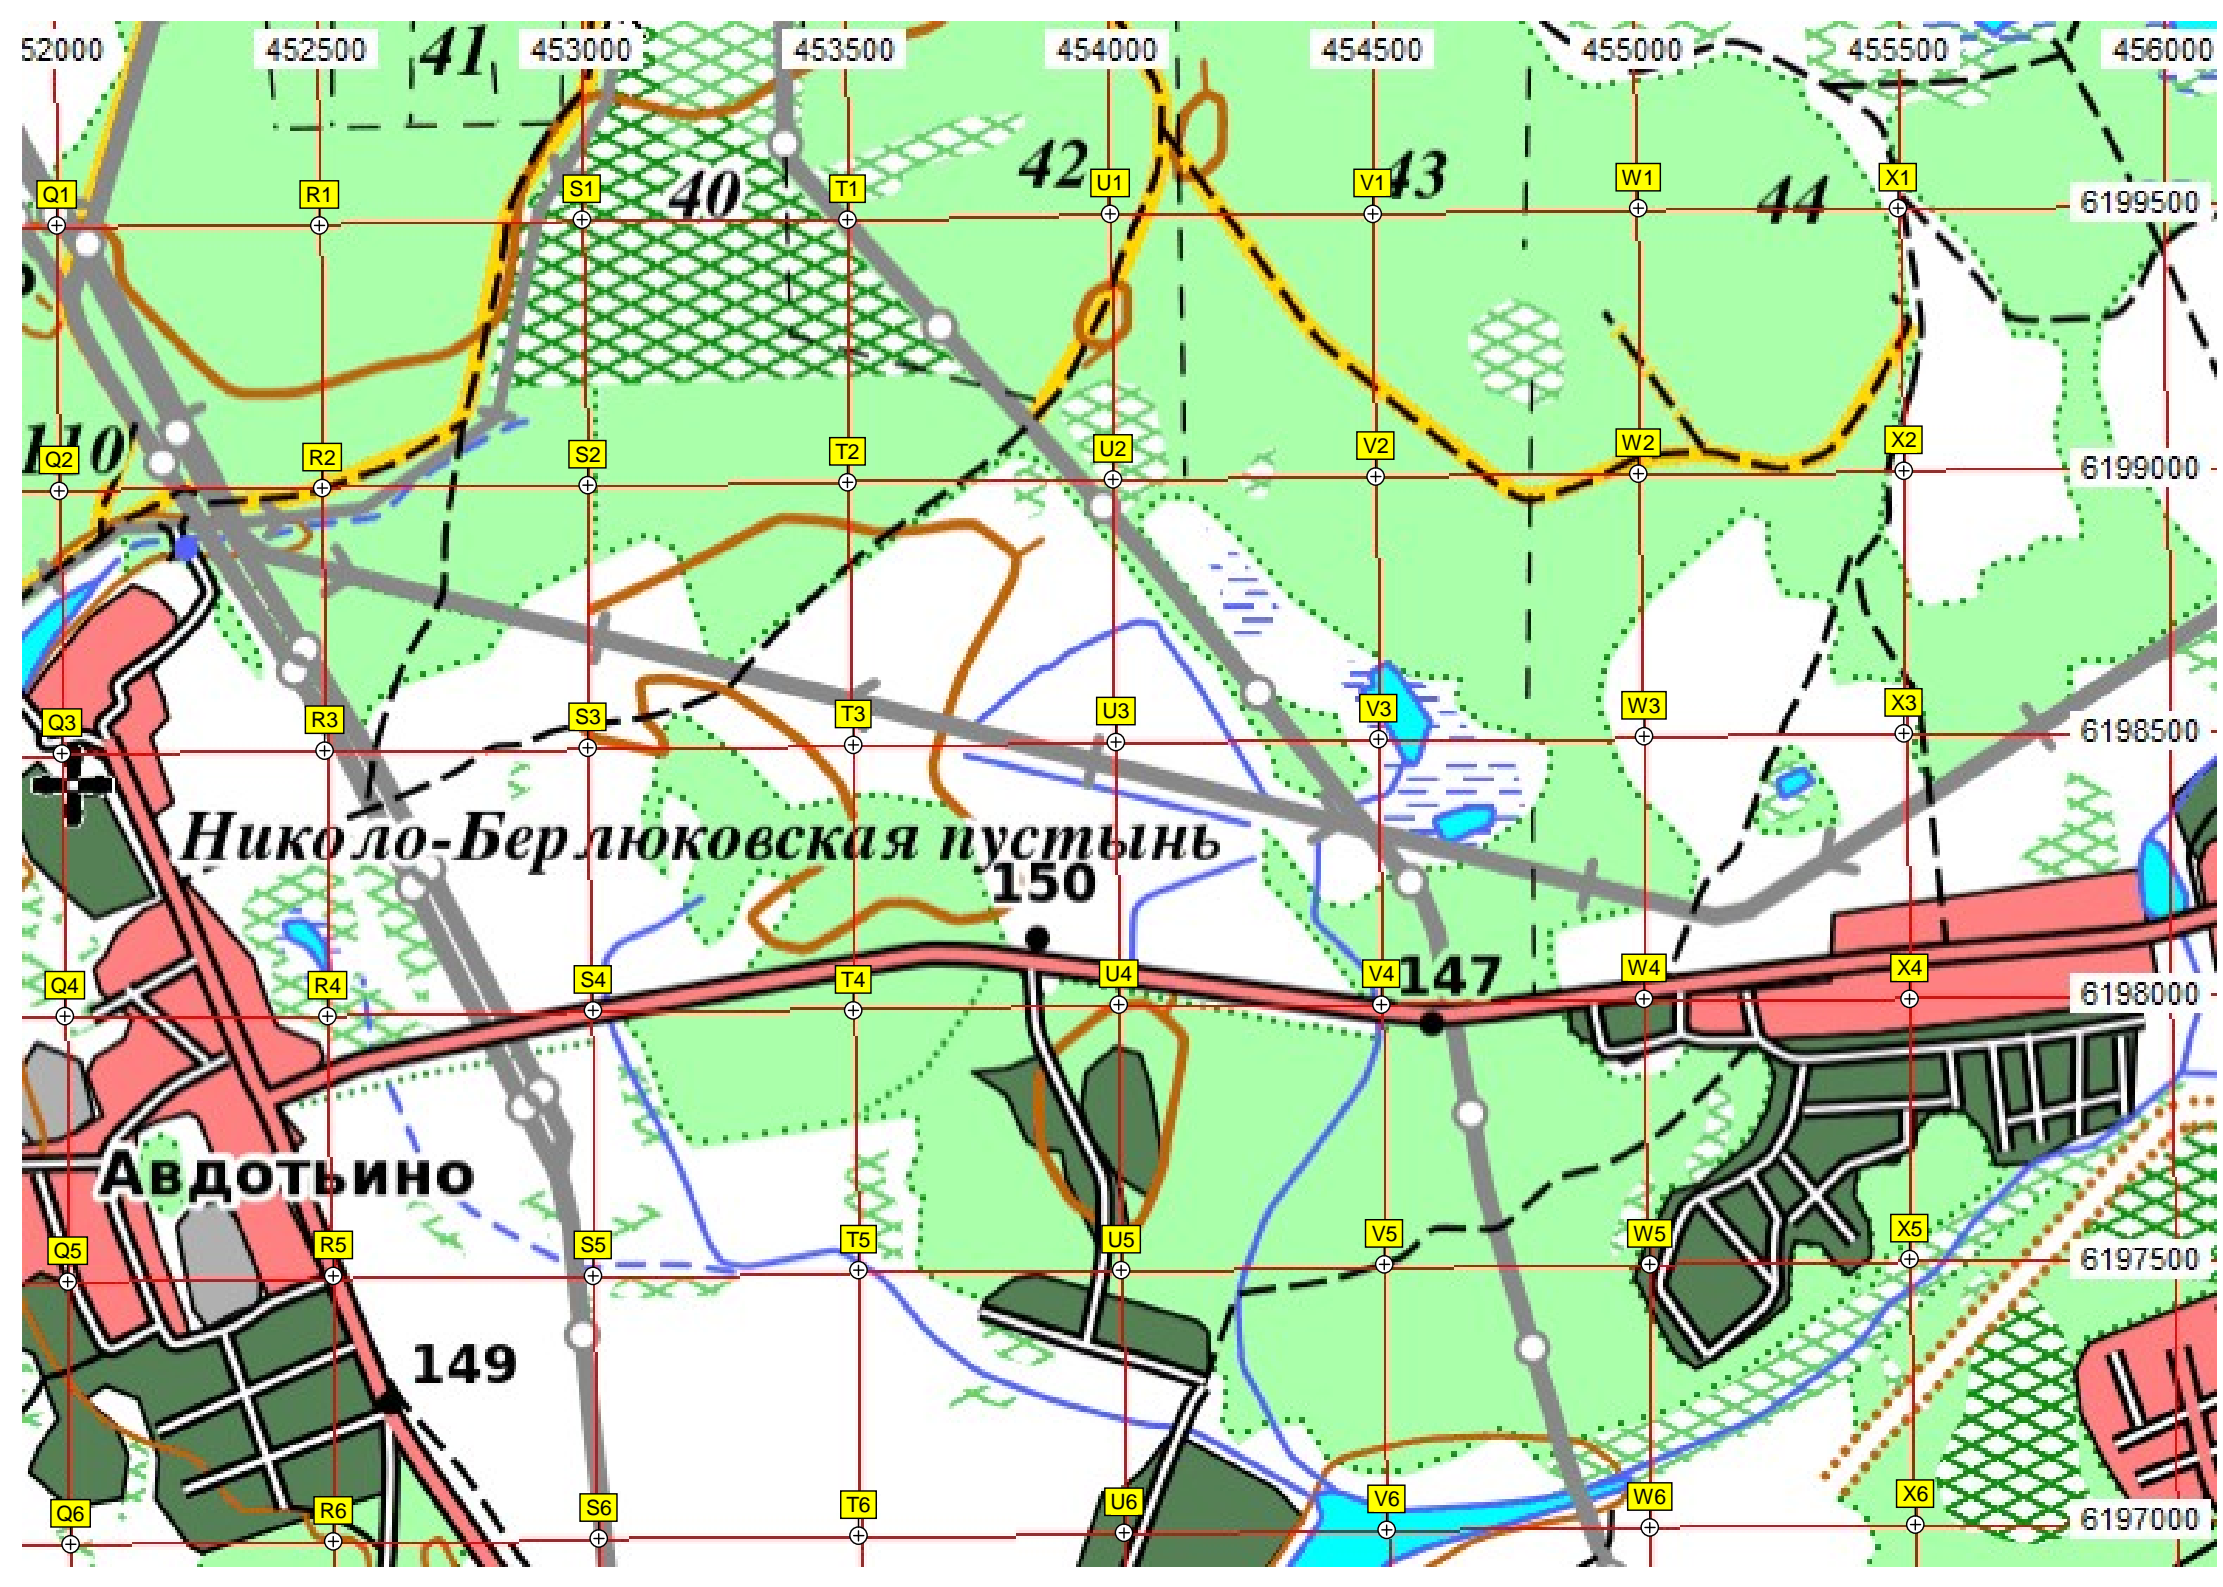 52000 452500 453000 453500 454000 454500 455000 455500 456000
41
40 42 43 44
Q1 R1 S1 T1 U1 V1 W1 X1 6199500
110
Q2 R2 S2 T2 U2 V2 W2 X2 6199000
Q3 R3 S3 T3 U3 V3 W3 X3 6198500
Николо-Берлюковская пустынь
150
147
Q4 R4 S4 T4 U4 V4 W4 X4 6198000
Авдотьино
Q5 R5 S5 T5 U5 V5 W5 X5 6197500
149
Q6 R6 S6 T6 U6 V6 W6 X6 6197000